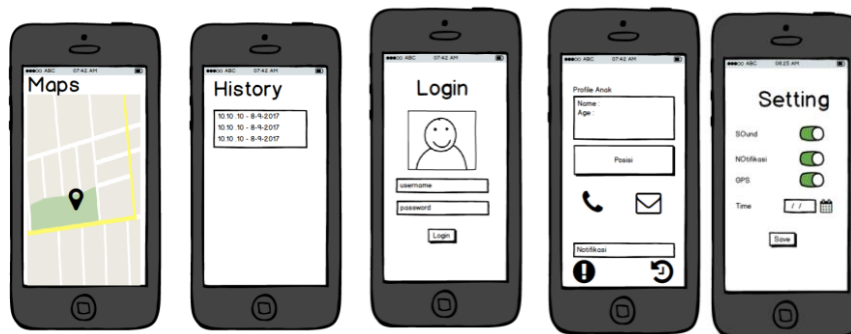 ABC 07:42 AM
Maps
ABC 07:42 AM
History
10.10 .10 - 8-9-2017
10.10 .10 - 8-9-2017
10.10 .10 - 8-9-2017
ABC 07:42 AM
Login
username
password
Login
ABC 07:42 AM
Profile Anak
Name :
Age :
Posisi
Notifikasi
ABC 08:25 AM
Setting
SOund
NOtifikasi
GPS
Time / /
Save